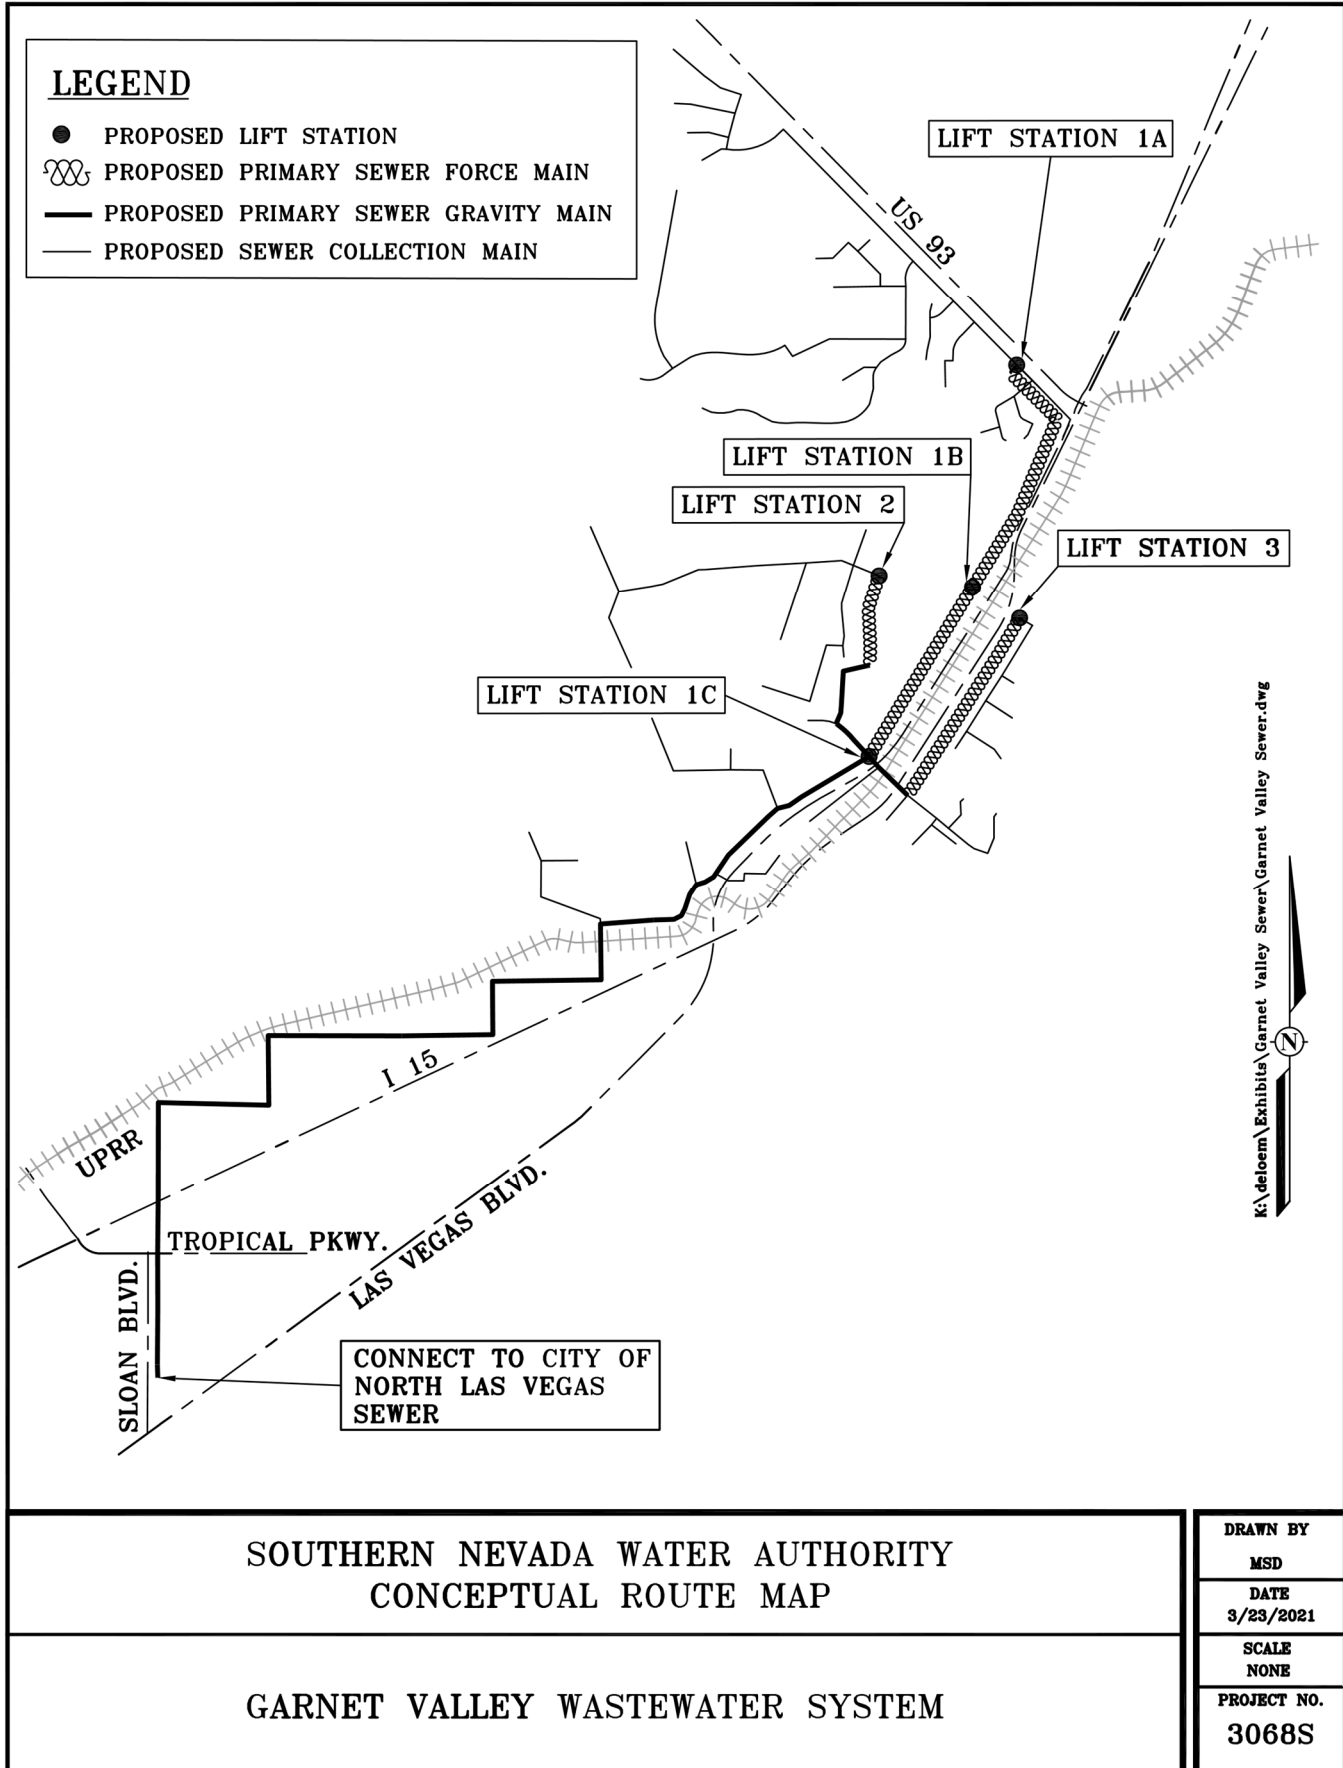 LEGEND
PROPOSED LIFT STATION
PROPOSED PRIMARY SEWER FORCE MAIN
PROPOSED PRIMARY SEWER GRAVITY MAIN
PROPOSED SEWER COLLECTION MAIN
LIFT STATION 1A
US 93
LIFT STATION 1B
LIFT STATION 2
LIFT STATION 3
LIFT STATION 1C
K:\deloem\Exhibits\Garnet Valley Sewer\Garnet Valley Sewer.dwg
N
I 15
UPRR
LAS VEGAS BLVD.
TROPICAL PKWY.
SLOAN BLVD.
CONNECT TO CITY OF
NORTH LAS VEGAS
SEWER
SOUTHERN NEVADA WATER AUTHORITY
CONCEPTUAL ROUTE MAP
GARNET VALLEY WASTEWATER SYSTEM
DRAWN BY
MSD
DATE
3/23/2021
SCALE
NONE
PROJECT NO.
3068S